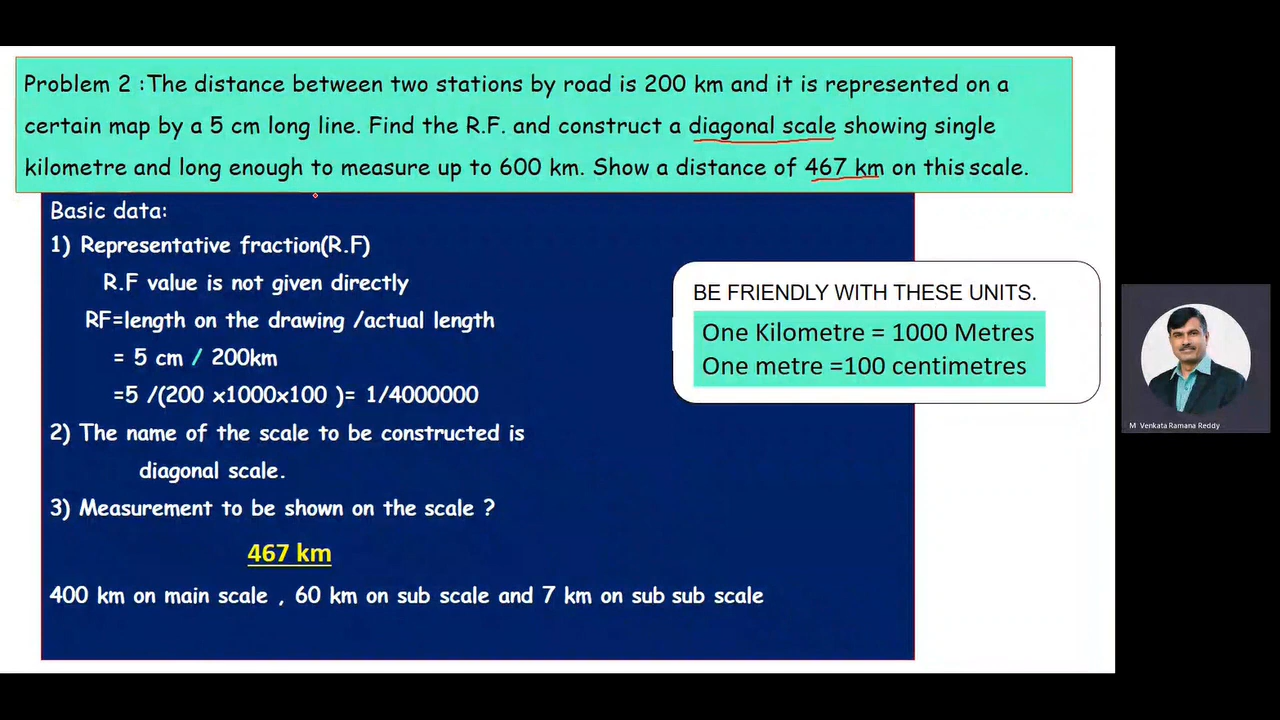 Problem 2 :The distance between two stations by road is 200 km and it is represented on a
certain map by a 5 cm long line. Find the R.F. and construct a diagonal scale showing single
kilometre and long enough to measure up to 600 km. Show a distance of 467 km on this scale.
Basic data:
1) Representative fraction(R.F)
R.F value is not given directly
RF=length on the drawing /actual length
= 5 cm / 200km
=5 /(200 x1000x100 )= 1/4000000
2) The name of the scale to be constructed is
diagonal scale.
3) Measurement to be shown on the scale ?
467 km
400 km on main scale , 60 km on sub scale and 7 km on sub sub scale
BE FRIENDLY WITH THESE UNITS.
One Kilometre = 1000 Metres
One metre =100 centimetres
M Venkata Ramana Reddy